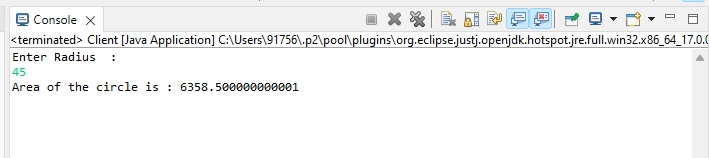 Console
<terminated> Client [Java Application] C:\Users\91756\.p2\pool\plugins\org.eclipse.justj.openjdk.hotspot.jre.full.win32.x86_64_17.0.0
Enter Radius  :
45
Area of the circle is : 6358.500000000001